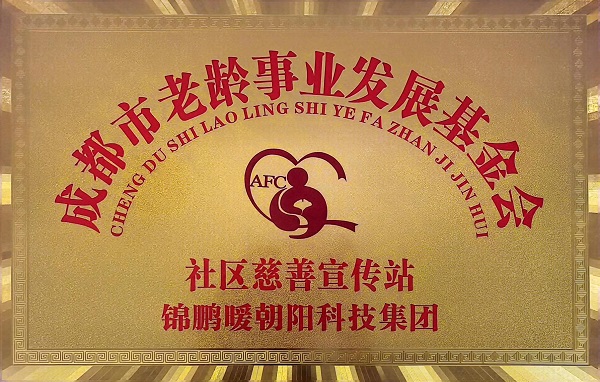 成都市老龄事业发展基金会
CHENG DU SHI LAO LING SHI YE FA ZHAN JI JIN HUI
AFC
社区慈善宣传站
锦鹏暖朝阳科技集团